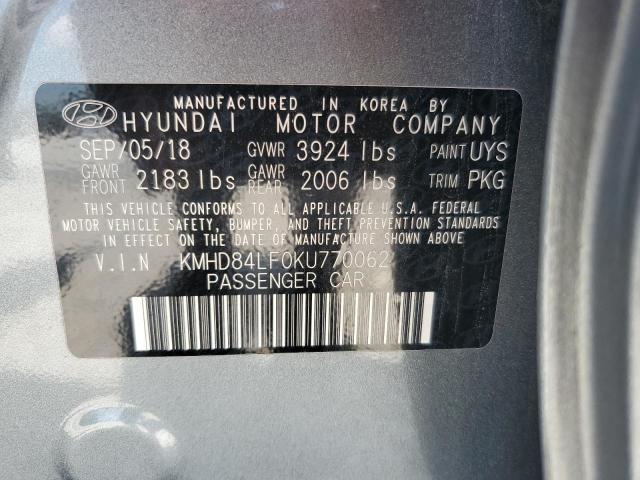 MANUFACTURED IN KOREA BY
HYUNDAI MOTOR COMPANY
SEP/05/18 GVWR 3924 lbs PAINT UYS
GAWR FRONT 2183 lbs GAWR REAR 2006 lbs TRIM PKG
THIS VEHICLE CONFORMS TO ALL APPLICABLE U.S.A. FEDERAL
MOTOR VEHICLE SAFETY, BUMPER, AND THEFT PREVENTION STANDARDS
IN EFFECT ON THE DATE OF MANUFACTURE SHOWN ABOVE.
V.I.N KMHD84LF0KU770062
PASSENGER CAR